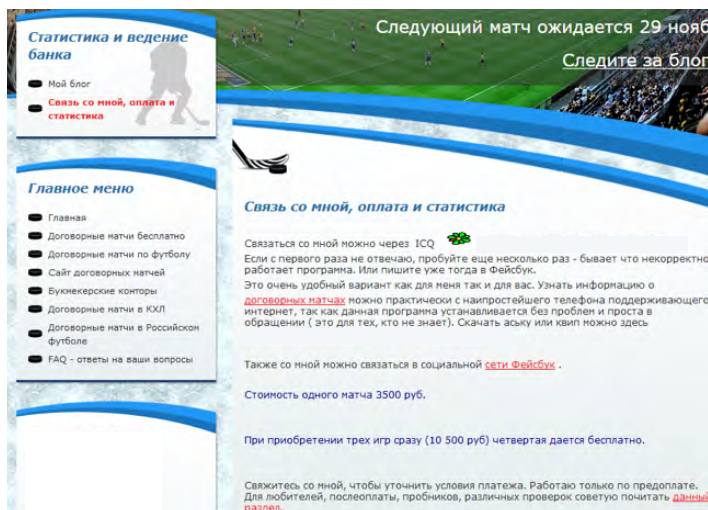 Следующий матч ожидается 29 нояб
Следите за блог
Статистика и ведение
банка
Мой блог
Связь со мной, оплата и
статистика
Главное меню
Главная
Договорные матчи бесплатно
Договорные матчи по футболу
Сайт договорных матчей
Букмекерские конторы
Договорные матчи в КХЛ
Договорные матчи в Российском
футболе
FAQ - ответы на ваши вопросы
Связь со мной, оплата и статистика
Связаться со мной можно через ICQ
Если с первого раза не отвечаю, пробуйте еще несколько раз - бывает что некорректно
работает программа. Или пишите уже тогда в Фейсбук.
Это очень удобный вариант как для меня так и для вас. Узнать информацию о
договорных матчах можно практически с наипростейшего телефона поддерживающего
интернет, так как данная программа устанавливается без проблем и проста в
обращении ( это для тех, кто не знает). Скачать аську или квип можно здесь
Также со мной можно связаться в социальной сети Фейсбук .
Стоимость одного матча 3500 руб.
При приобретении трех игр сразу (10 500 руб) четвертая дается бесплатно.
Свяжитесь со мной, чтобы уточнить условия платежа. Работаю только по предоплате.
Для любителей, послеоплаты, пробников, различных проверок советую почитать данный
раздел.